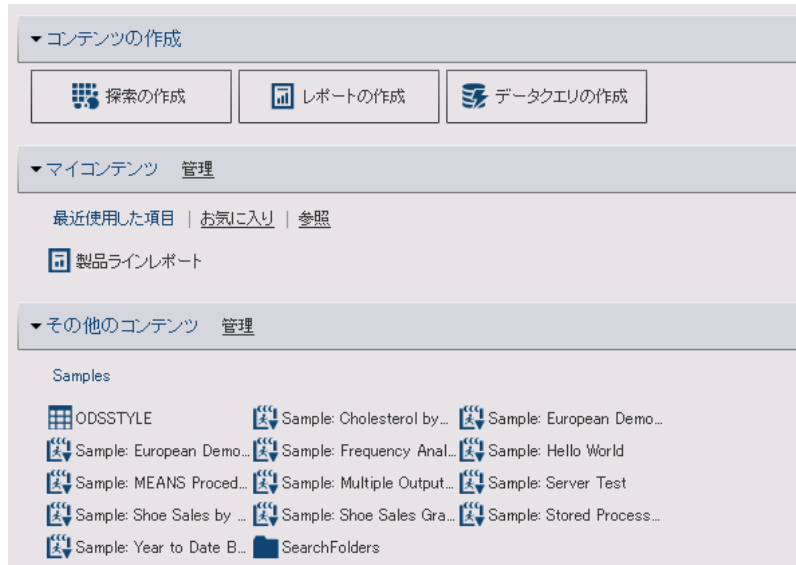 コンテンツの作成
探索の作成 レポートの作成 データクエリの作成
マイコンテンツ 管理
最近使用した項目 | お気に入り | 参照
製品ラインレポート
その他のコンテンツ 管理
Samples
ODSSTYLE Sample: Cholesterol by... Sample: European Demo...
Sample: European Demo... Sample: Frequency Anal... Sample: Hello World
Sample: MEANS Proced... Sample: Multiple Output... Sample: Server Test
Sample: Shoe Sales by ... Sample: Shoe Sales Gra... Sample: Stored Process...
Sample: Year to Date B... SearchFolders